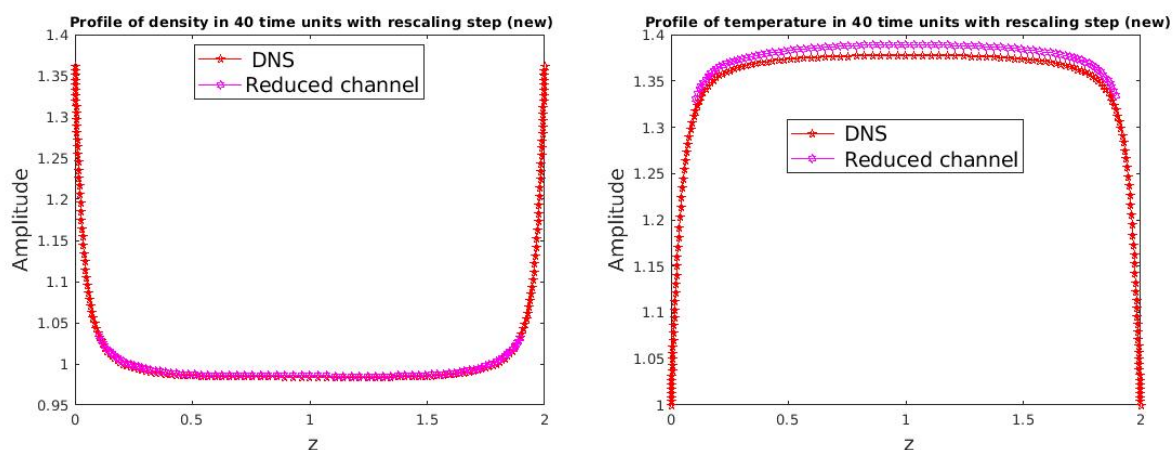 Profile of density in 40 time units with rescaling step (new)
1.4
1.35
1.3
1.25
1.2
1.15
1.1
1.05
1
0.95
Amplitude
DNS
Reduced channel
0
0.5
1
1.5
2
z
Profile of temperature in 40 time units with rescaling step (new)
1.4
1.35
1.3
1.25
1.2
1.15
1.1
1.05
1
Amplitude
DNS
Reduced channel
0
0.5
1
1.5
2
z